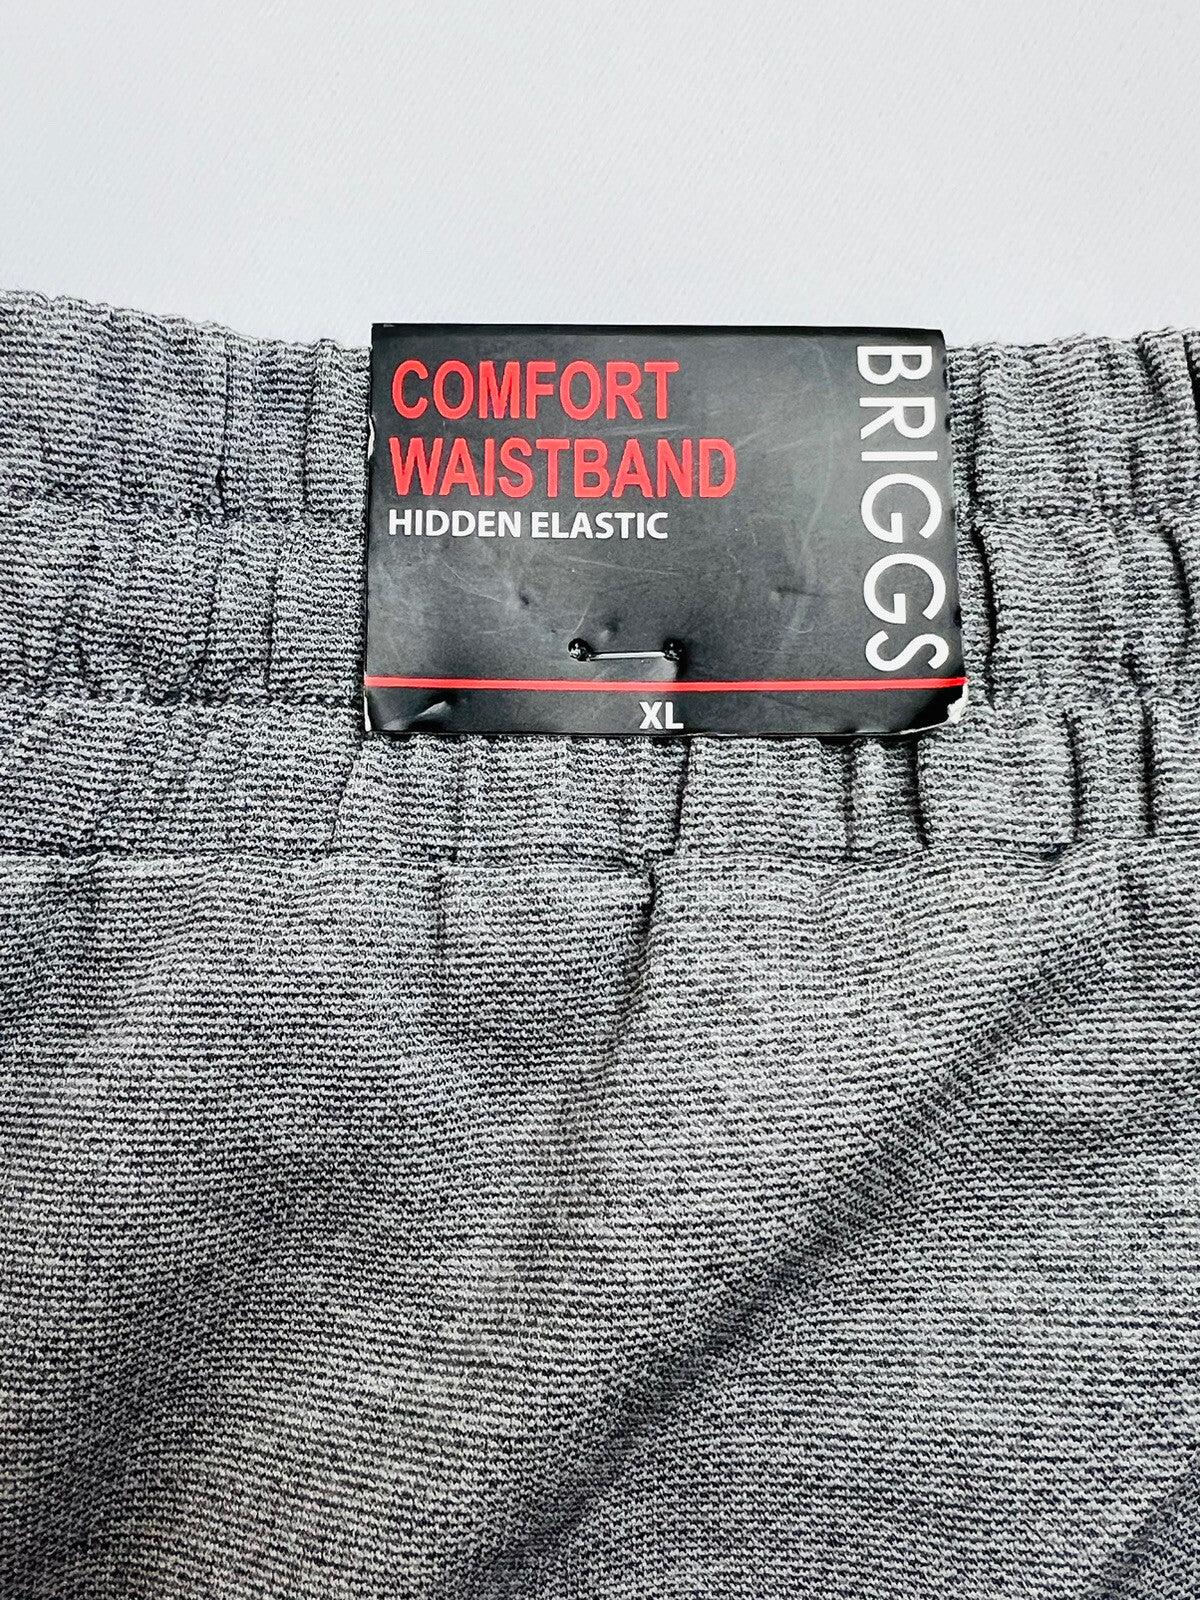 COMFORT
WAISTBAND
HIDDEN ELASTIC
BRIGGS
XL